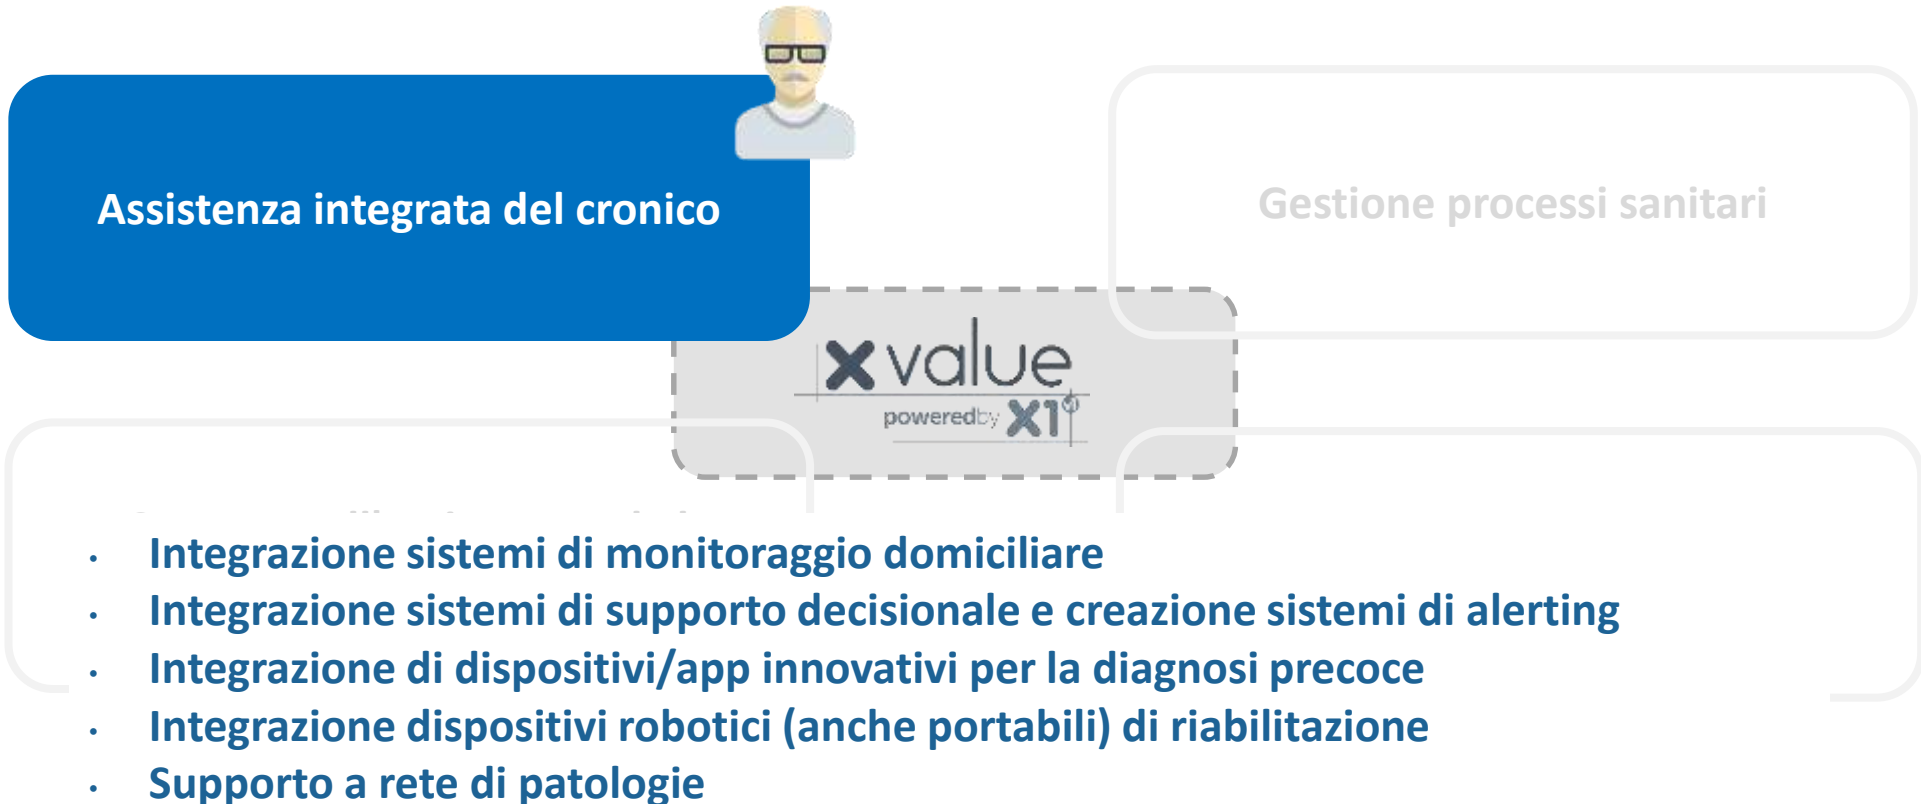 Assistenza integrata del cronico
Gestione processi sanitari
x value
poweredby X1
• Integrazione sistemi di monitoraggio domiciliare
• Integrazione sistemi di supporto decisionale e creazione sistemi di alerting
• Integrazione di dispositivi/app innovativi per la diagnosi precoce
• Integrazione dispositivi robotici (anche portabili) di riabilitazione
• Supporto a rete di patologie